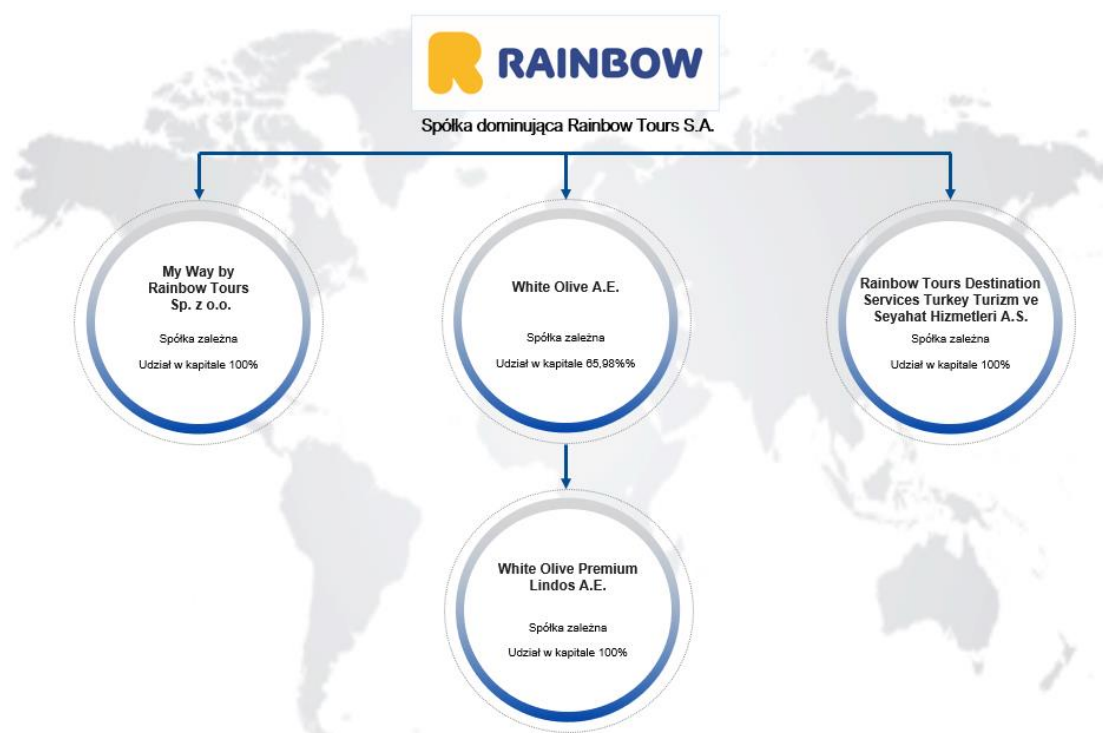 RAINBOW
Spółka dominująca Rainbow Tours S.A.
My Way by
Rainbow Tours
Sp. z o.o.
Spółka zależna
Udział w kapitale 100%
White Olive A.E.
Spółka zależna
Udział w kapitale 65,98%%
Rainbow Tours Destination
Services Turkey Turizm ve
Seyahat Hizmetleri A.S.
Spółka zależna
Udział w kapitale 100%
White Olive Premium
Lindos A.E.
Spółka zależna
Udział w kapitale 100%